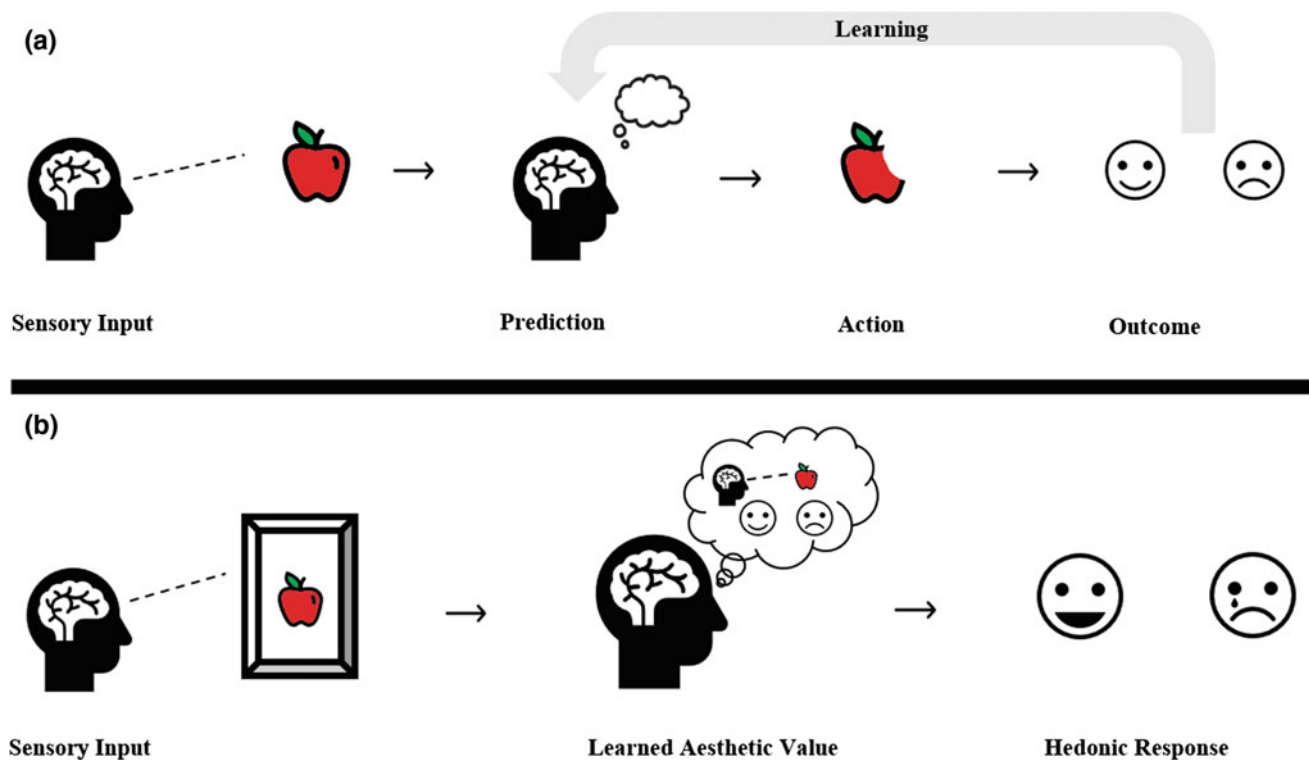 (a)
Learning
Sensory Input
Prediction
Action
Outcome
(b)
Sensory Input
Learned Aesthetic Value
Hedonic Response